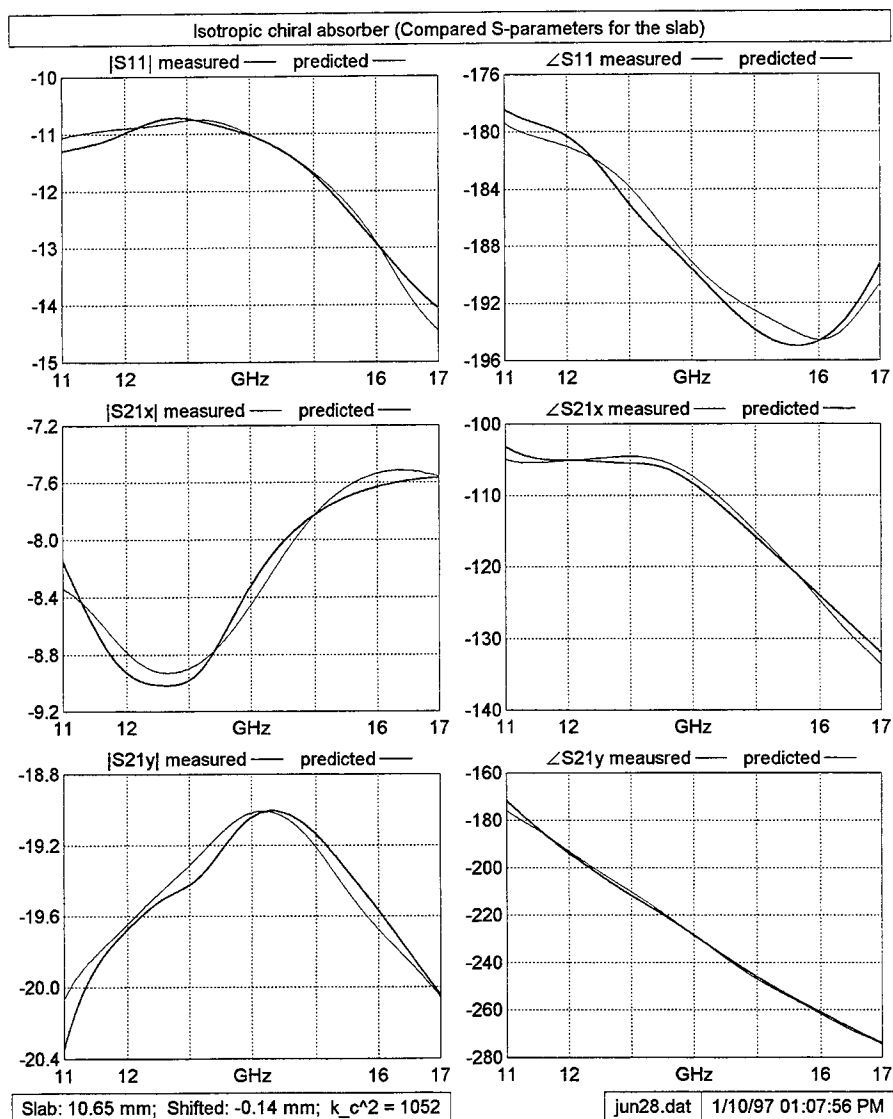 Isotropic chiral absorber (Compared S-parameters for the slab)
|S11| measured — predicted —
-10
-11
-12
-13
-14
-15
11 12 GHz 16 17
∠S11 measured — predicted —
-176
-180
-184
-188
-192
-196
11 12 GHz 16 17
|S21x| measured — predicted —
-7.2
-7.6
-8.0
-8.4
-8.8
-9.2
11 12 GHz 16 17
∠S21x measured — predicted —
-100
-110
-120
-130
-140
11 12 GHz 16 17
|S21y| measured — predicted —
-18.8
-19.2
-19.6
-20.0
-20.4
11 12 GHz 16 17
∠S21y meausred — predicted —
-160
-180
-200
-220
-240
-260
-280
11 12 GHz 16 17
Slab: 10.65 mm; Shifted: -0.14 mm; k_c^2 = 1052
jun28.dat 1/10/97 01:07:56 PM